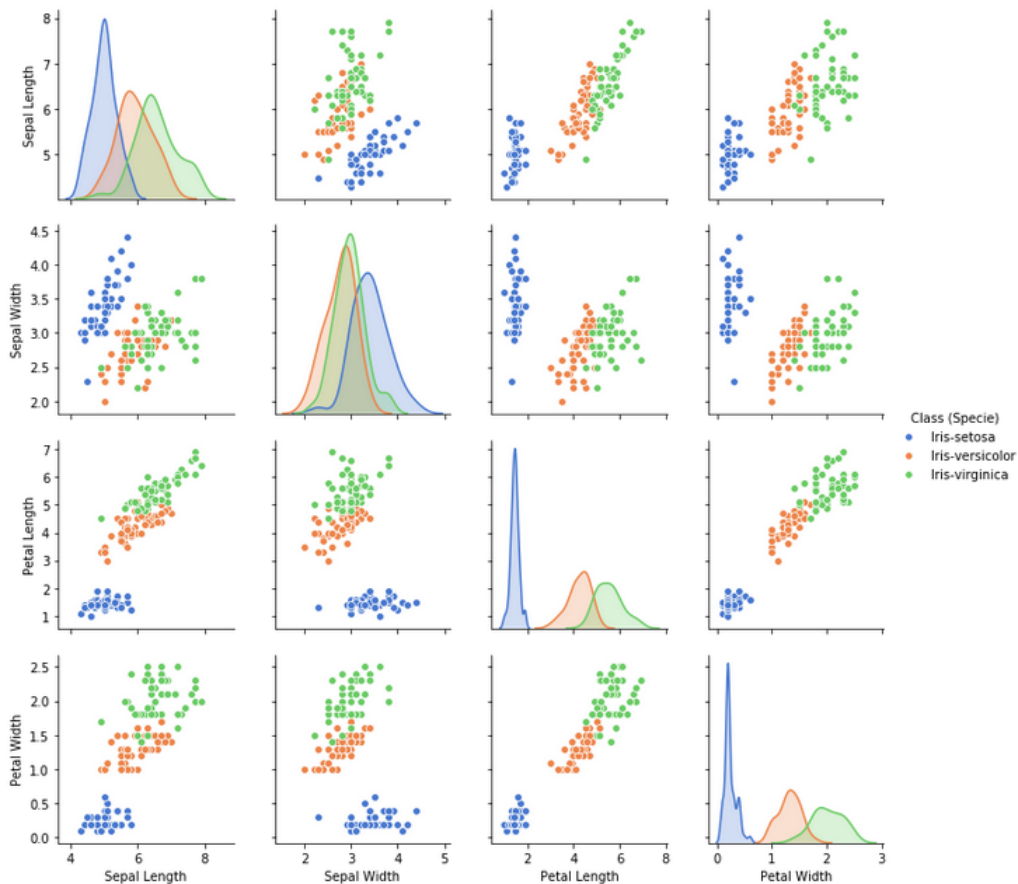 8
7
6
5
Sepal Length
4.5
4.0
3.5
3.0
2.5
2.0
Sepal Width
Class (Specie)
Iris-setosa
Iris-versicolor
Iris-virginica
7
6
5
4
3
2
1
Petal Length
2.5
2.0
1.5
1.0
0.5
0.0
Petal Width
4 6 8
Sepal Length
2 3 4 5
Sepal Width
2 4 6 8
Petal Length
0 1 2 3
Petal Width